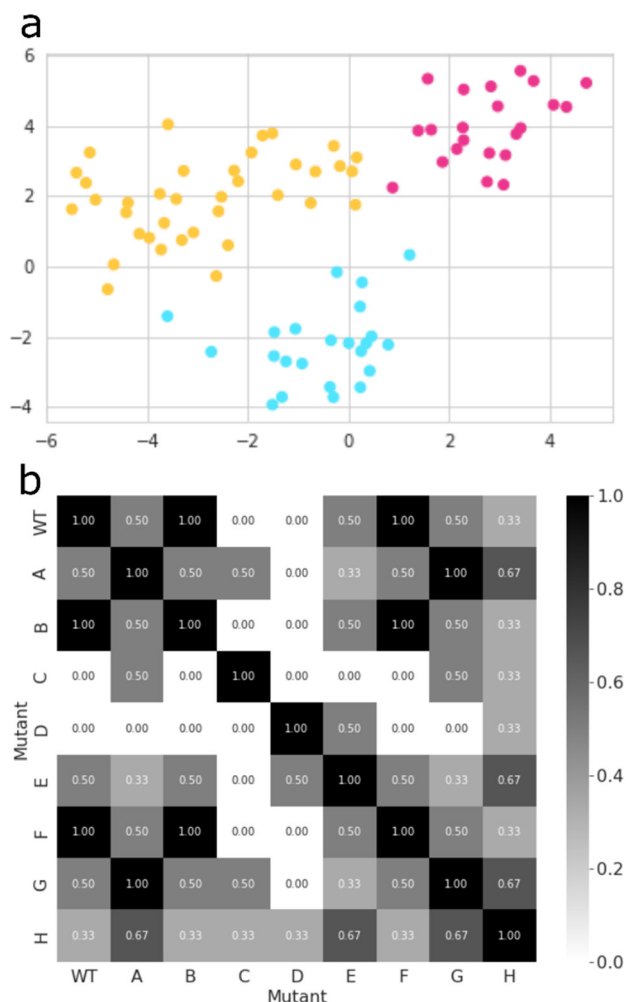 a
6
4
2
0
−2
−4
−6 −4 −2 0 2 4
b
WT 1.00 0.50 1.00 0.00 0.00 0.50 1.00 0.50 0.33 1.0
A 0.50 1.00 0.50 0.50 0.00 0.33 0.50 1.00 0.67
B 1.00 0.50 1.00 0.00 0.00 0.50 1.00 0.50 0.33 0.8
C 0.00 0.50 0.00 1.00 0.00 0.00 0.00 0.50 0.33 0.6
Mutant
D 0.00 0.00 0.00 0.00 1.00 0.50 0.00 0.00 0.33
E 0.50 0.33 0.50 0.00 0.50 1.00 0.50 0.33 0.67 0.4
F 1.00 0.50 1.00 0.00 0.00 0.50 1.00 0.50 0.33
G 0.50 1.00 0.50 0.50 0.00 0.33 0.50 1.00 0.67 0.2
H 0.33 0.67 0.33 0.33 0.33 0.67 0.33 0.67 1.00 0.0
WT A B C D E F G H
Mutant